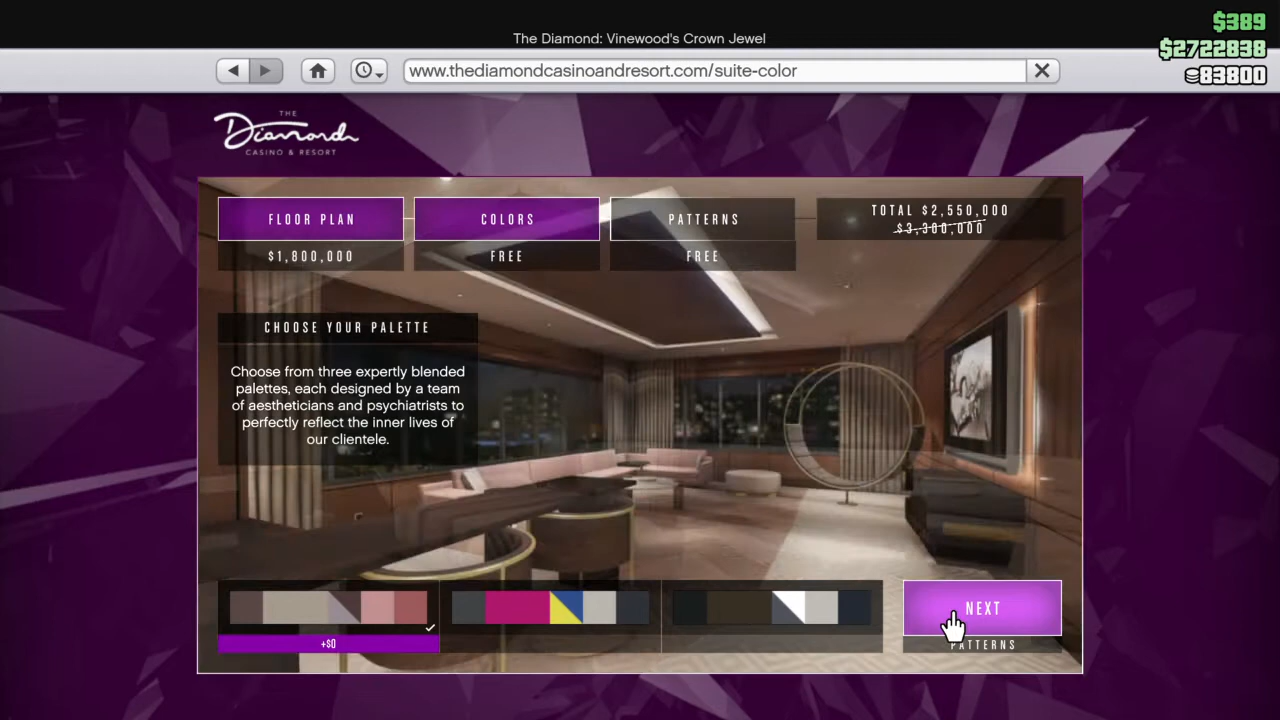 $389
The Diamond: Vinewood's Crown Jewel
$2722838
www.thediamondcasinoandresort.com/suite-color
83800
THE
Diamond
CASINO & RESORT
FLOOR PLAN
COLORS
PATTERNS
TOTAL $2,550,000
$3,300,000
$1,800,000
FREE
FREE
CHOOSE YOUR PALETTE
Choose from three expertly blended
palettes, each designed by a team
of aestheticians and psychiatrists to
perfectly reflect the inner lives of
our clientele.
NEXT
+$0
PATTERNS